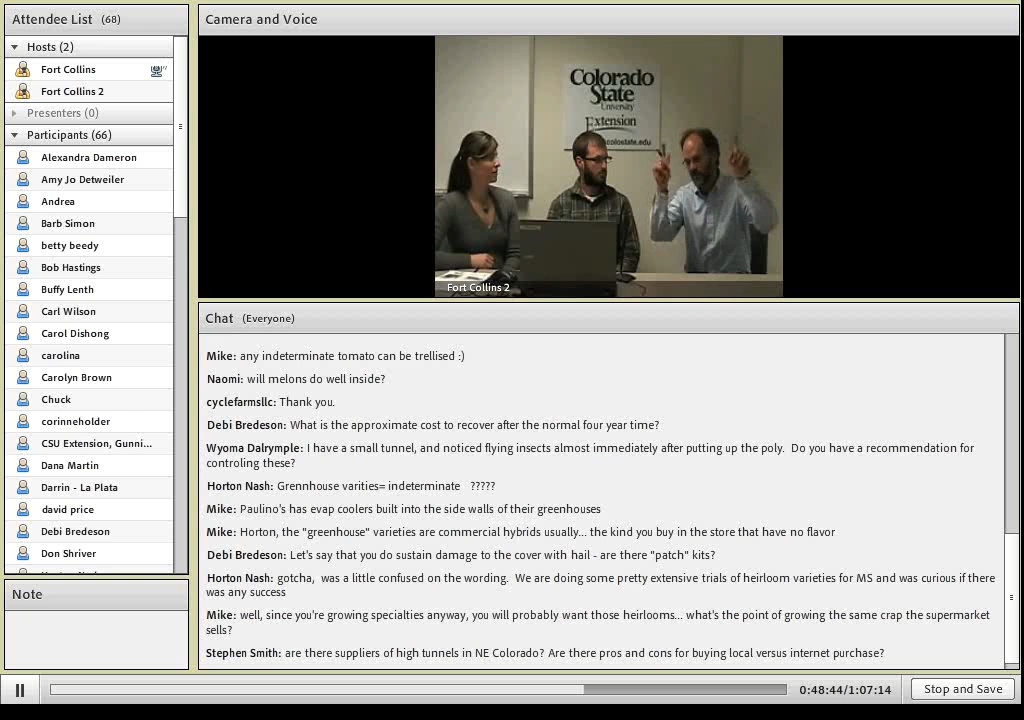 Attendee List (68)
Hosts (2)
Fort Collins
Fort Collins 2
Presenters (0)
Participants (66)
Alexandra Dameron
Amy Jo Detweiler
Andrea
Barb Simon
betty beedy
Bob Hastings
Buffy Lenth
Carl Wilson
Carol Dishong
carolina
Carolyn Brown
Chuck
corinneholder
CSU Extension, Gunni...
Dana Martin
Darrin - La Plata
david price
Debi Bredeson
Don Shriver
Note
Camera and Voice
Colorado
State
University
Extension
colostate.edu
Fort Collins 2
Chat (Everyone)
Mike: any indeterminate tomato can be trellised :)
Naomi: will melons do well inside?
cyclefarmsllc: Thank you.
Debi Bredeson: What is the approximate cost to recover after the normal four year time?
Wyoma Dalrymple: I have a small tunnel, and noticed flying insects almost immediately after putting up the poly. Do you have a recommendation for
controling these?
Horton Nash: Grennhouse varities= indeterminate ?????
Mike: Paulino's has evap coolers built into the side walls of their greenhouses
Mike: Horton, the "greenhouse" varieties are commercial hybrids usually... the kind you buy in the store that have no flavor
Debi Bredeson: Let's say that you do sustain damage to the cover with hail - are there "patch" kits?
Horton Nash: gotcha, was a little confused on the wording. We are doing some pretty extensive trials of heirloom varieties for MS and was curious if there
was any success
Mike: well, since you're growing specialties anyway, you will probably want those heirlooms... what's the point of growing the same crap the supermarket
sells?
Stephen Smith: are there suppliers of high tunnels in NE Colorado? Are there pros and cons for buying local versus internet purchase?
0:48:44/1:07:14
Stop and Save